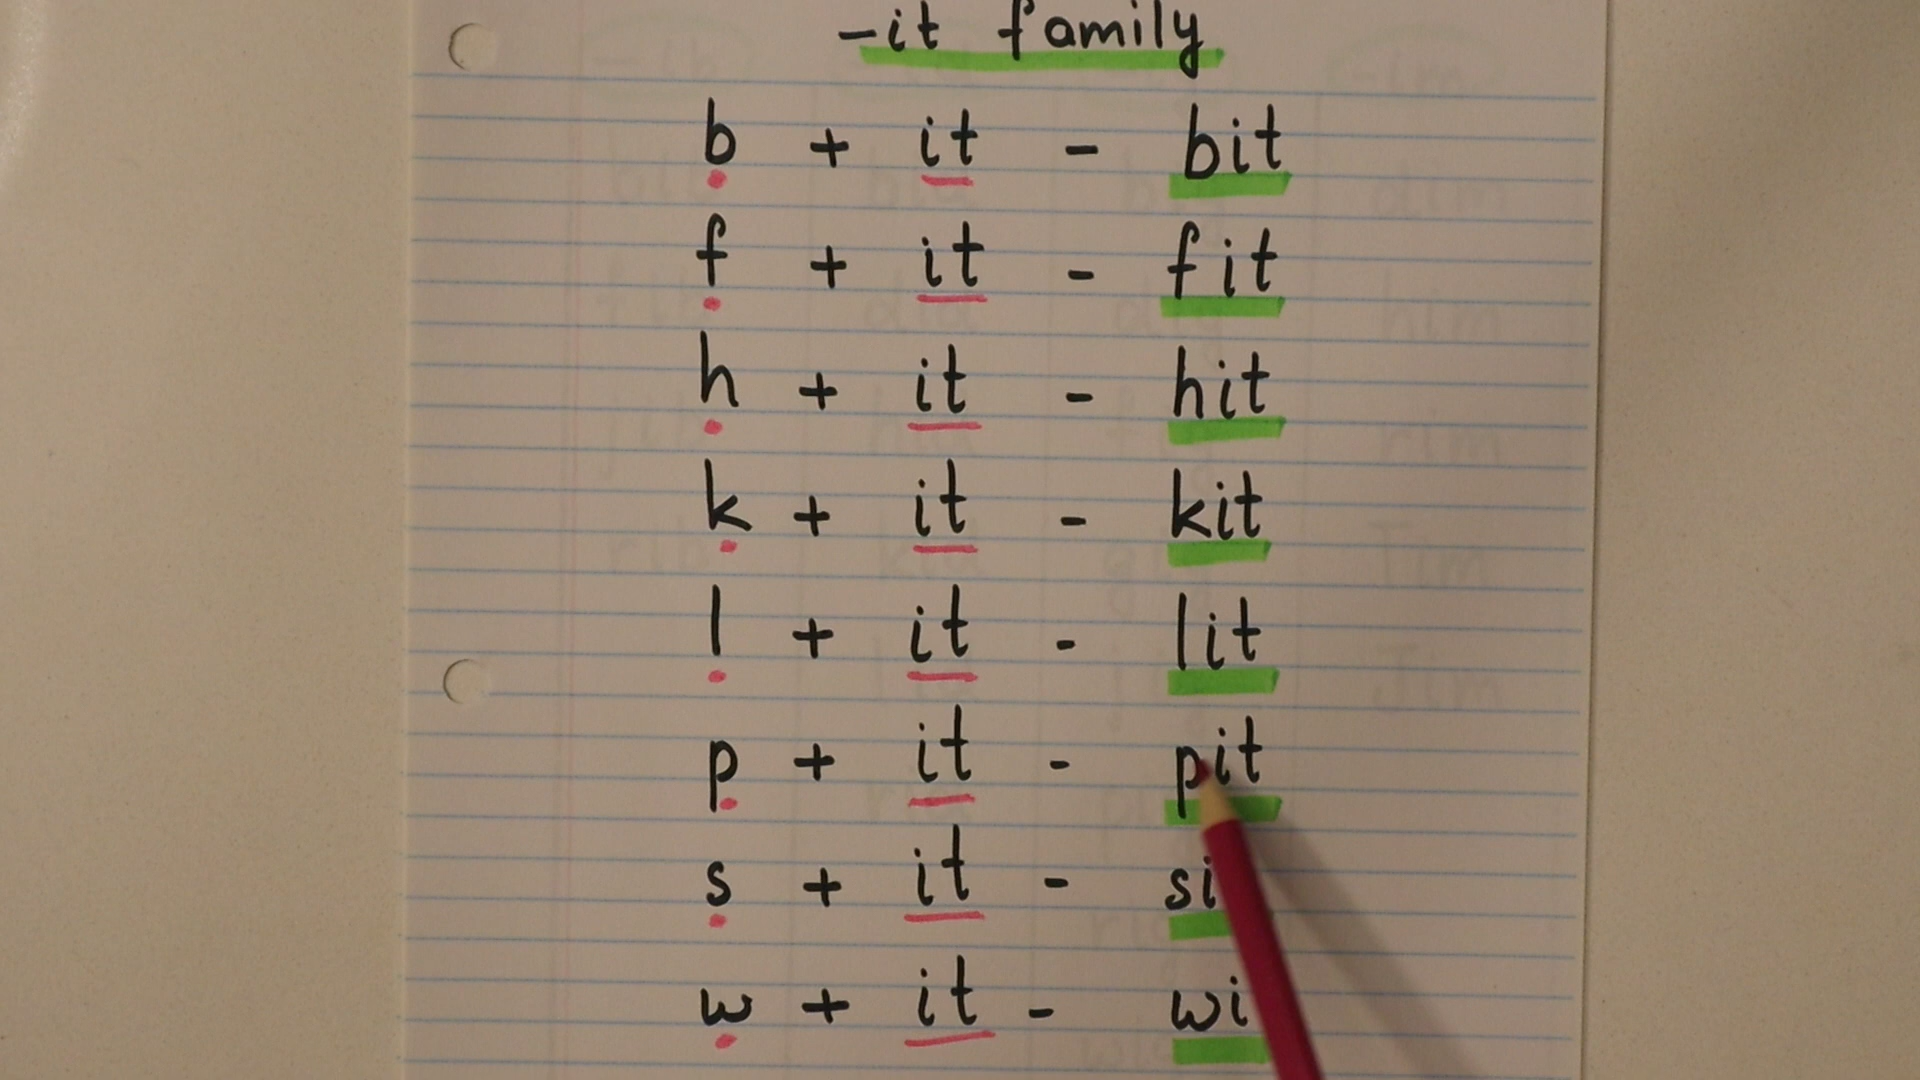 -it family
b + it - bit
f + it - fit
h + it - hit
k + it - kit
l + it - lit
p + it - pit
s + it - si
w + it - wi